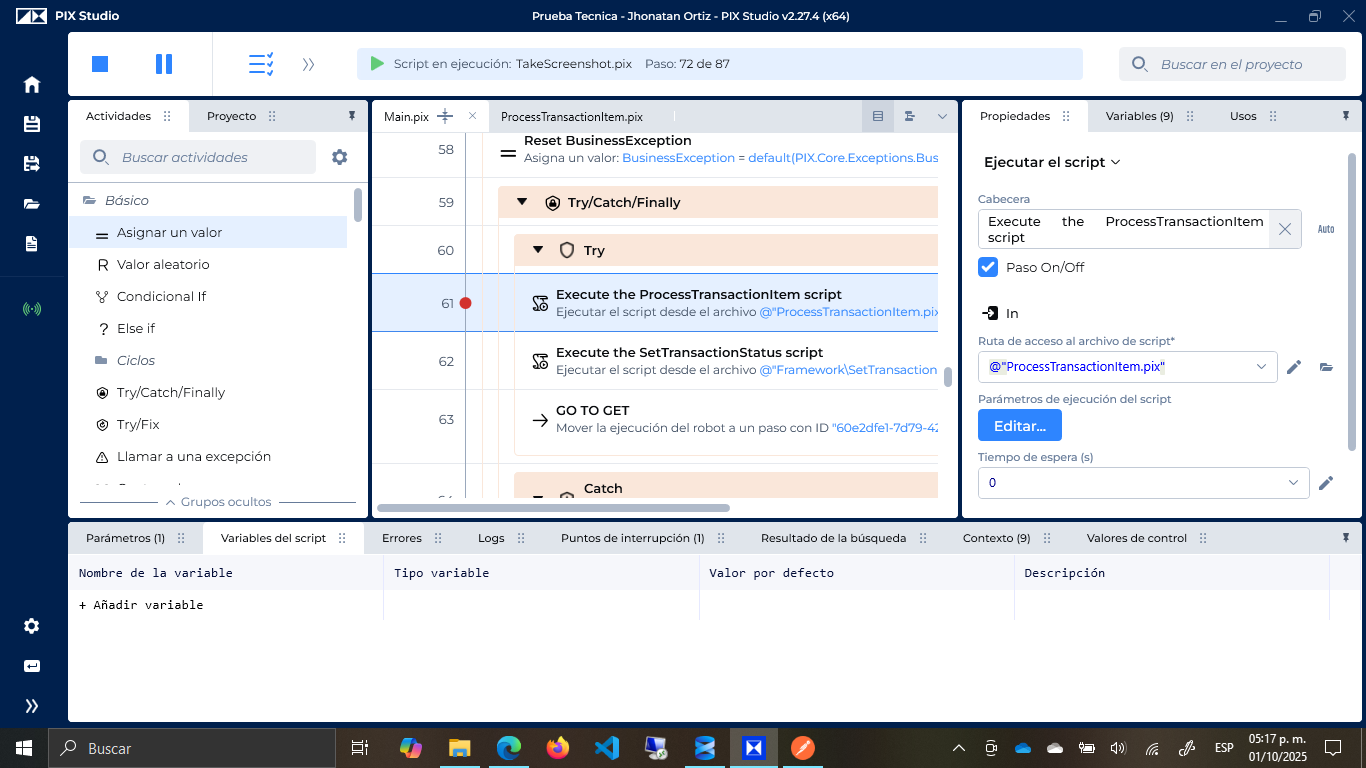 PIX Studio
Prueba Tecnica - Jhonatan Ortiz - PIX Studio v2.27.4 (x64)
Script en ejecución: TakeScreenshot.pix Paso: 72 de 87
Buscar en el proyecto
Actividades
Proyecto
Buscar actividades
Básico
Asignar un valor
Valor aleatorio
Condicional If
Else if
Ciclos
Try/Catch/Finally
Try/Fix
Llamar a una excepción
Grupos ocultos
Main.pix
ProcessTransactionItem.pix
58
Reset BusinessException
Asigna un valor: BusinessException = default(PIX.Core.Exceptions.Bus
59
Try/Catch/Finally
60
Try
61
Execute the ProcessTransactionItem script
Ejecutar el script desde el archivo @"ProcessTransactionItem.pix
62
Execute the SetTransactionStatus script
Ejecutar el script desde el archivo @"Framework\SetTransaction
63
GO TO GET
Mover la ejecución del robot a un paso con ID "60e2dfe1-7d79-42
Catch
Propiedades
Variables (9)
Usos
Ejecutar el script
Cabecera
Execute the ProcessTransactionItem
script
Auto
Paso On/Off
In
Ruta de acceso al archivo de script*
@"ProcessTransactionItem.pix"
Parámetros de ejecución del script
Editar...
Tiempo de espera (s)
0
Parámetros (1)
Variables del script
Errores
Logs
Puntos de interrupción (1)
Resultado de la búsqueda
Contexto (9)
Valores de control
Nombre de la variable
Tipo variable
Valor por defecto
Descripción
+ Añadir variable
Buscar
ESP
05:17 p. m.
01/10/2025